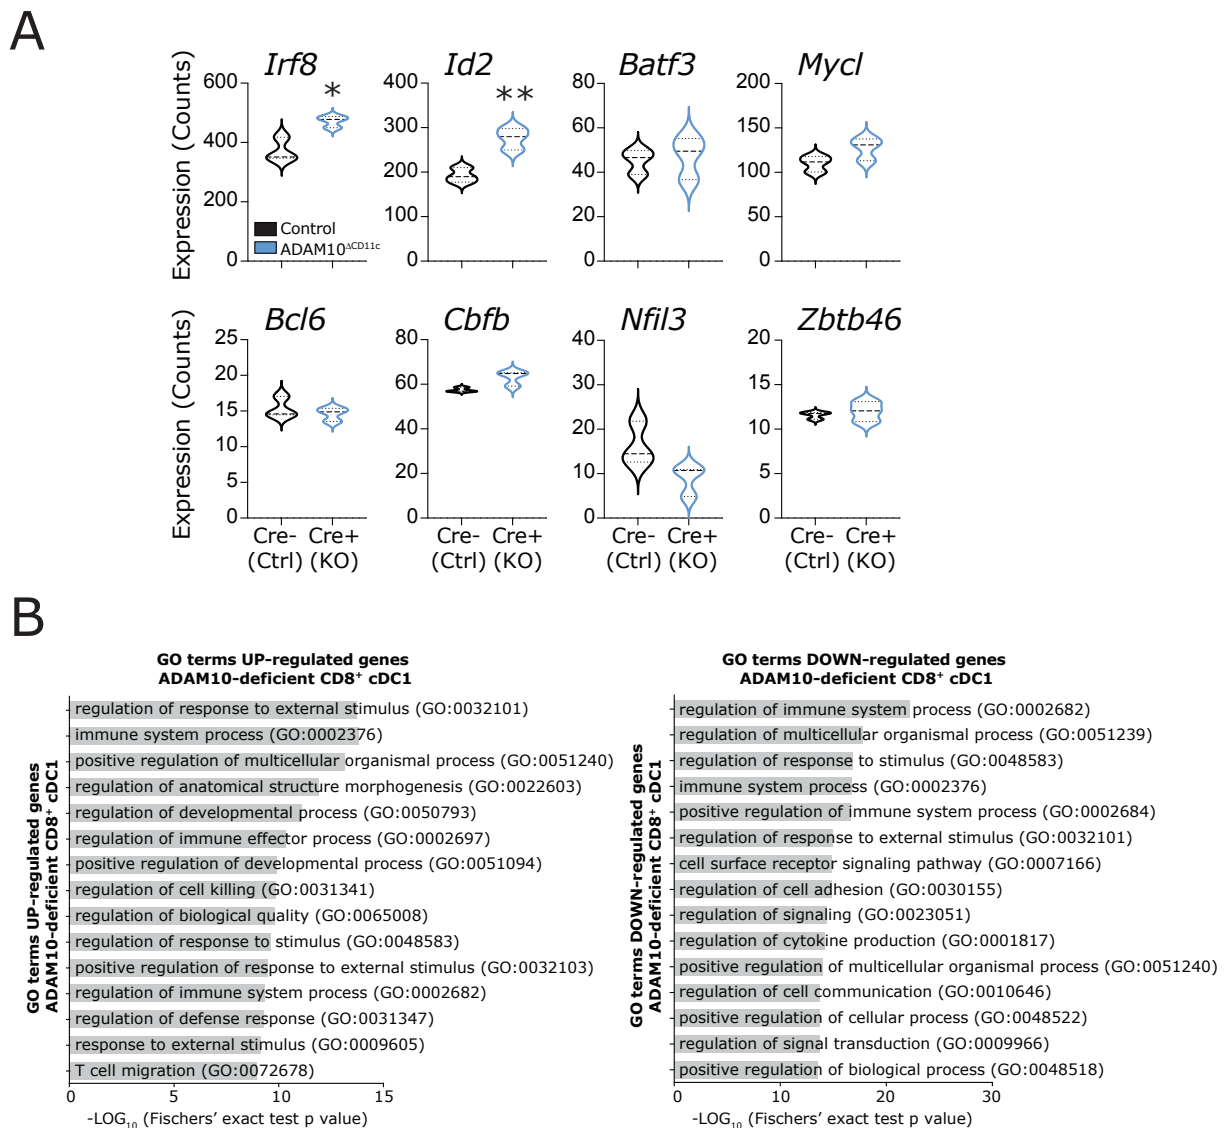 A
Irf8
Id2
Batf3
Mycl
Expression (Counts)
600
400
200
0
*
Control
ADAM10ΔCD11c
400
300
200
100
0
**
80
60
40
20
0
200
150
100
50
0
Bcl6
Cbfb
Nfil3
Zbtb46
Expression (Counts)
25
20
15
10
5
0
80
60
40
20
0
40
30
20
10
0
20
15
10
5
0
Cre- Cre+
(Ctrl) (KO)
Cre- Cre+
(Ctrl) (KO)
Cre- Cre+
(Ctrl) (KO)
Cre- Cre+
(Ctrl) (KO)
B
GO terms UP-regulated genes
ADAM10-deficient CD8+ cDC1
GO terms UP-regulated genes
ADAM10-deficient CD8+ cDC1
regulation of response to external stimulus (GO:0032101)
immune system process (GO:0002376)
positive regulation of multicellular organismal process (GO:0051240)
regulation of anatomical structure morphogenesis (GO:0022603)
regulation of developmental process (GO:0050793)
regulation of immune effector process (GO:0002697)
positive regulation of developmental process (GO:0051094)
regulation of cell killing (GO:0031341)
regulation of biological quality (GO:0065008)
regulation of response to stimulus (GO:0048583)
positive regulation of response to external stimulus (GO:0032103)
regulation of immune system process (GO:0002682)
regulation of defense response (GO:0031347)
response to external stimulus (GO:0009605)
T cell migration (GO:0072678)
0 5 10 15
-LOG10 (Fischers’ exact test p value)
GO terms DOWN-regulated genes
ADAM10-deficient CD8+ cDC1
GO terms DOWN-regulated genes
ADAM10-deficient CD8+ cDC1
regulation of immune system process (GO:0002682)
regulation of multicellular organismal process (GO:0051239)
regulation of response to stimulus (GO:0048583)
immune system process (GO:0002376)
positive regulation of immune system process (GO:0002684)
regulation of response to external stimulus (GO:0032101)
cell surface receptor signaling pathway (GO:0007166)
regulation of cell adhesion (GO:0030155)
regulation of signaling (GO:0023051)
regulation of cytokine production (GO:0001817)
positive regulation of multicellular organismal process (GO:0051240)
regulation of cell communication (GO:0010646)
positive regulation of cellular process (GO:0048522)
regulation of signal transduction (GO:0009966)
positive regulation of biological process (GO:0048518)
0 10 20 30
-LOG10 (Fischers’ exact test p value)